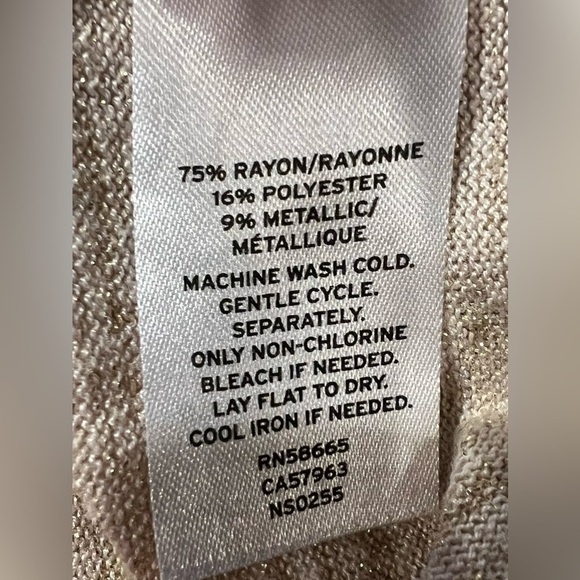 75% RAYON/RAYONNE
16% POLYESTER
9% METALLIC/
MÉTALLIQUE
MACHINE WASH COLD.
GENTLE CYCLE.
SEPARATELY.
ONLY NON-CHLORINE
BLEACH IF NEEDED.
LAY FLAT TO DRY.
COOL IRON IF NEEDED.
RN58665
CA57963
NS0255